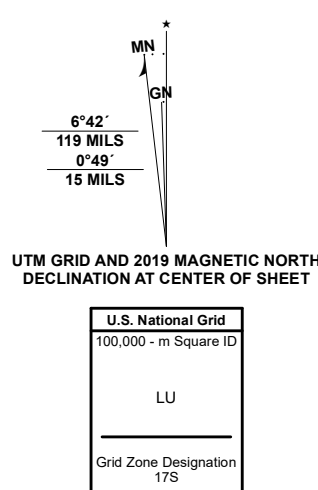 MN
GN
6°42´
119 MILS
0°49´
15 MILS
UTM GRID AND 2019 MAGNETIC NORTH
DECLINATION AT CENTER OF SHEET
U.S. National Grid
100,000 - m Square ID
LU
Grid Zone Designation
17S